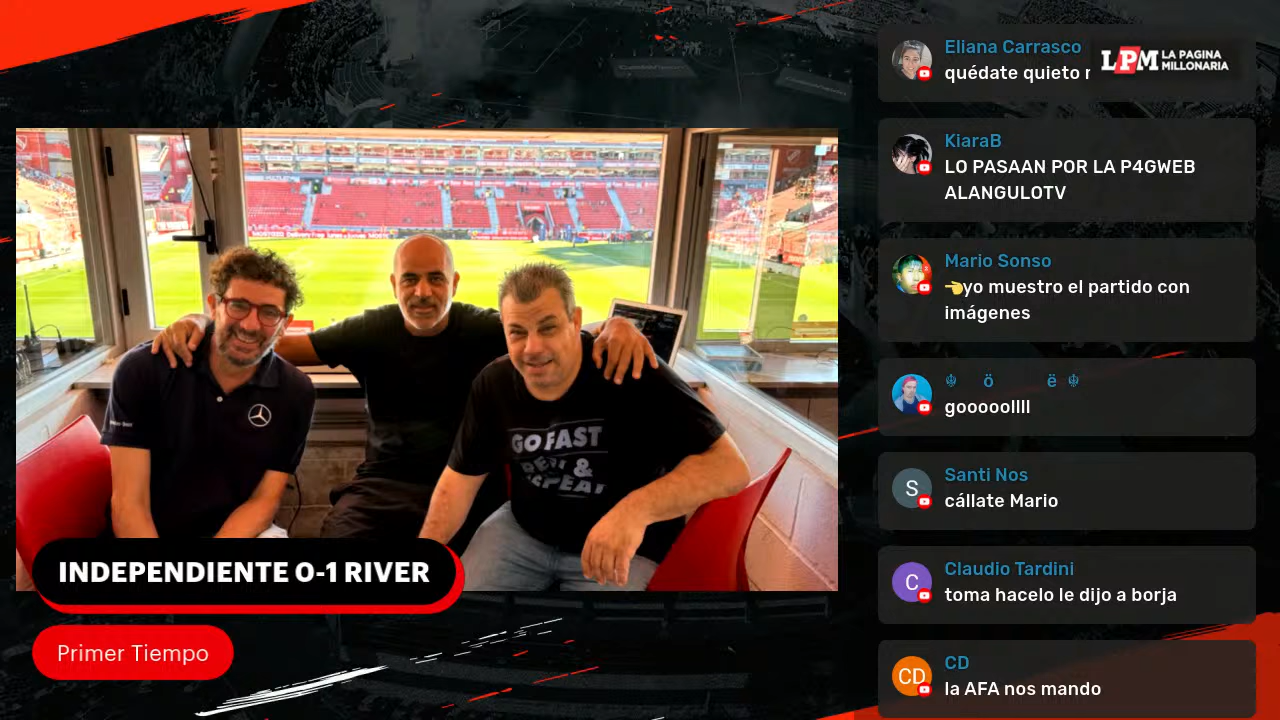 Eliana Carrasco
quédate quieto
LPM LA PAGINA
MILLONARIA
KiaraB
LO PASAAN POR LA P4GWEB
ALANGULOTV
Mario Sonso
👈yo muestro el partido con
imágenes
☬ ö ë ☬
gooooollll
S
Santi Nos
cállate Mario
C
Claudio Tardini
toma hacelo le dijo a borja
CD
CD
la AFA nos mando
GO FAST
&
INDEPENDIENTE 0-1 RIVER
Primer Tiempo